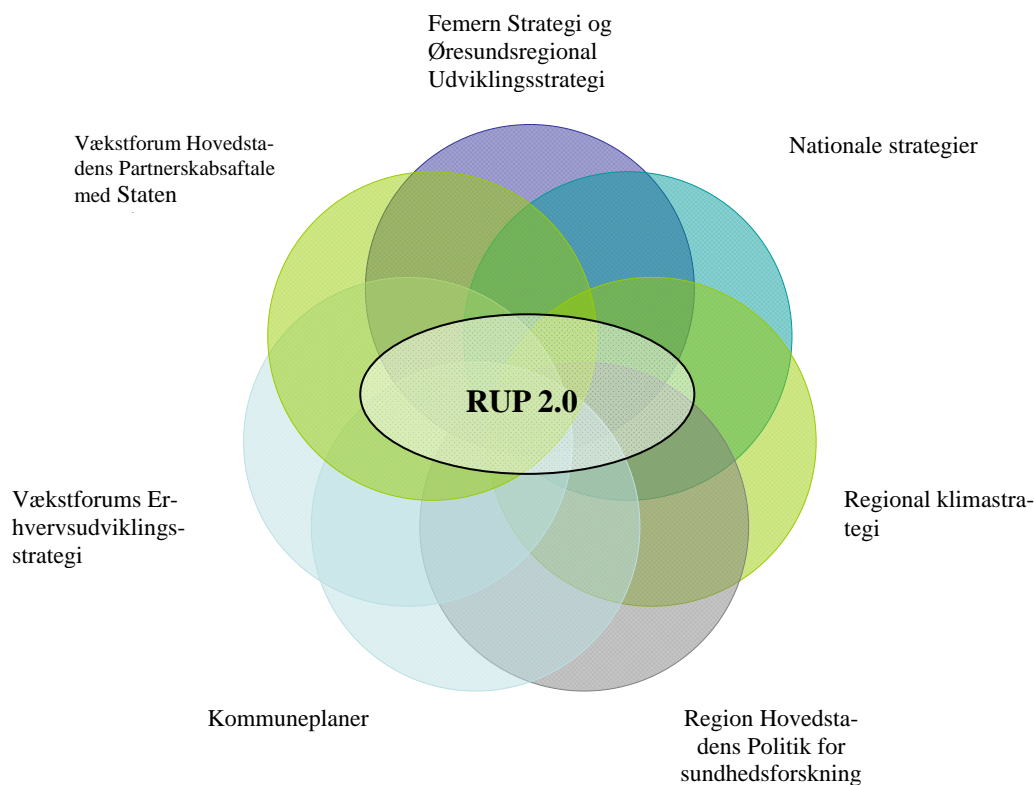 Femern Strategi og
Øresundsregional
Udviklingsstrategi
Vækstforum Hovedsta-
dens Partnerskabsaftale
med Staten
Nationale strategier
RUP 2.0
Vækstforums Er-
hvervsudviklings-
strategi
Regional klimastra-
tegi
Kommuneplaner
Region Hovedsta-
dens Politik for
sundhedsforskning